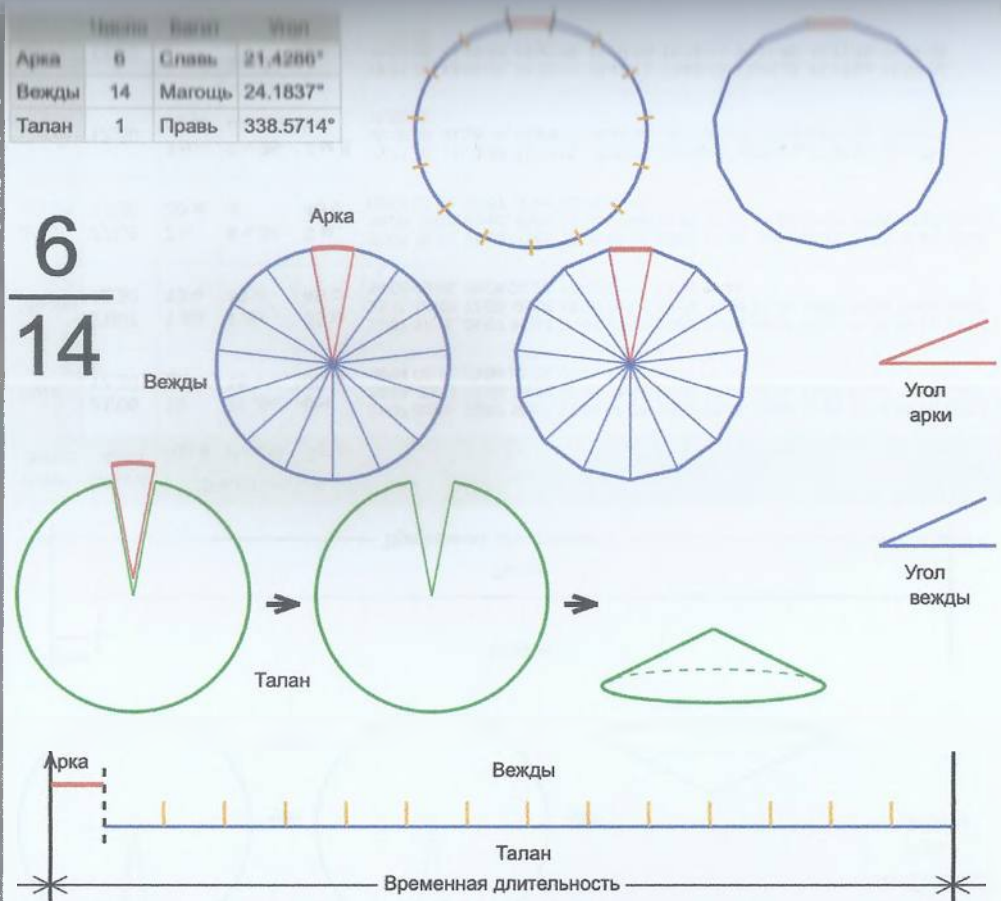 Число Багит Угол
Арка 6 Славь 21.4286°
Вежды 14 Магощь 24.1837°
Талан 1 Правь 338.5714°
6
14
Арка
Вежды
Угол
арки
Угол
вежды
Талан
Арка
Вежды
Талан
Временная длительность